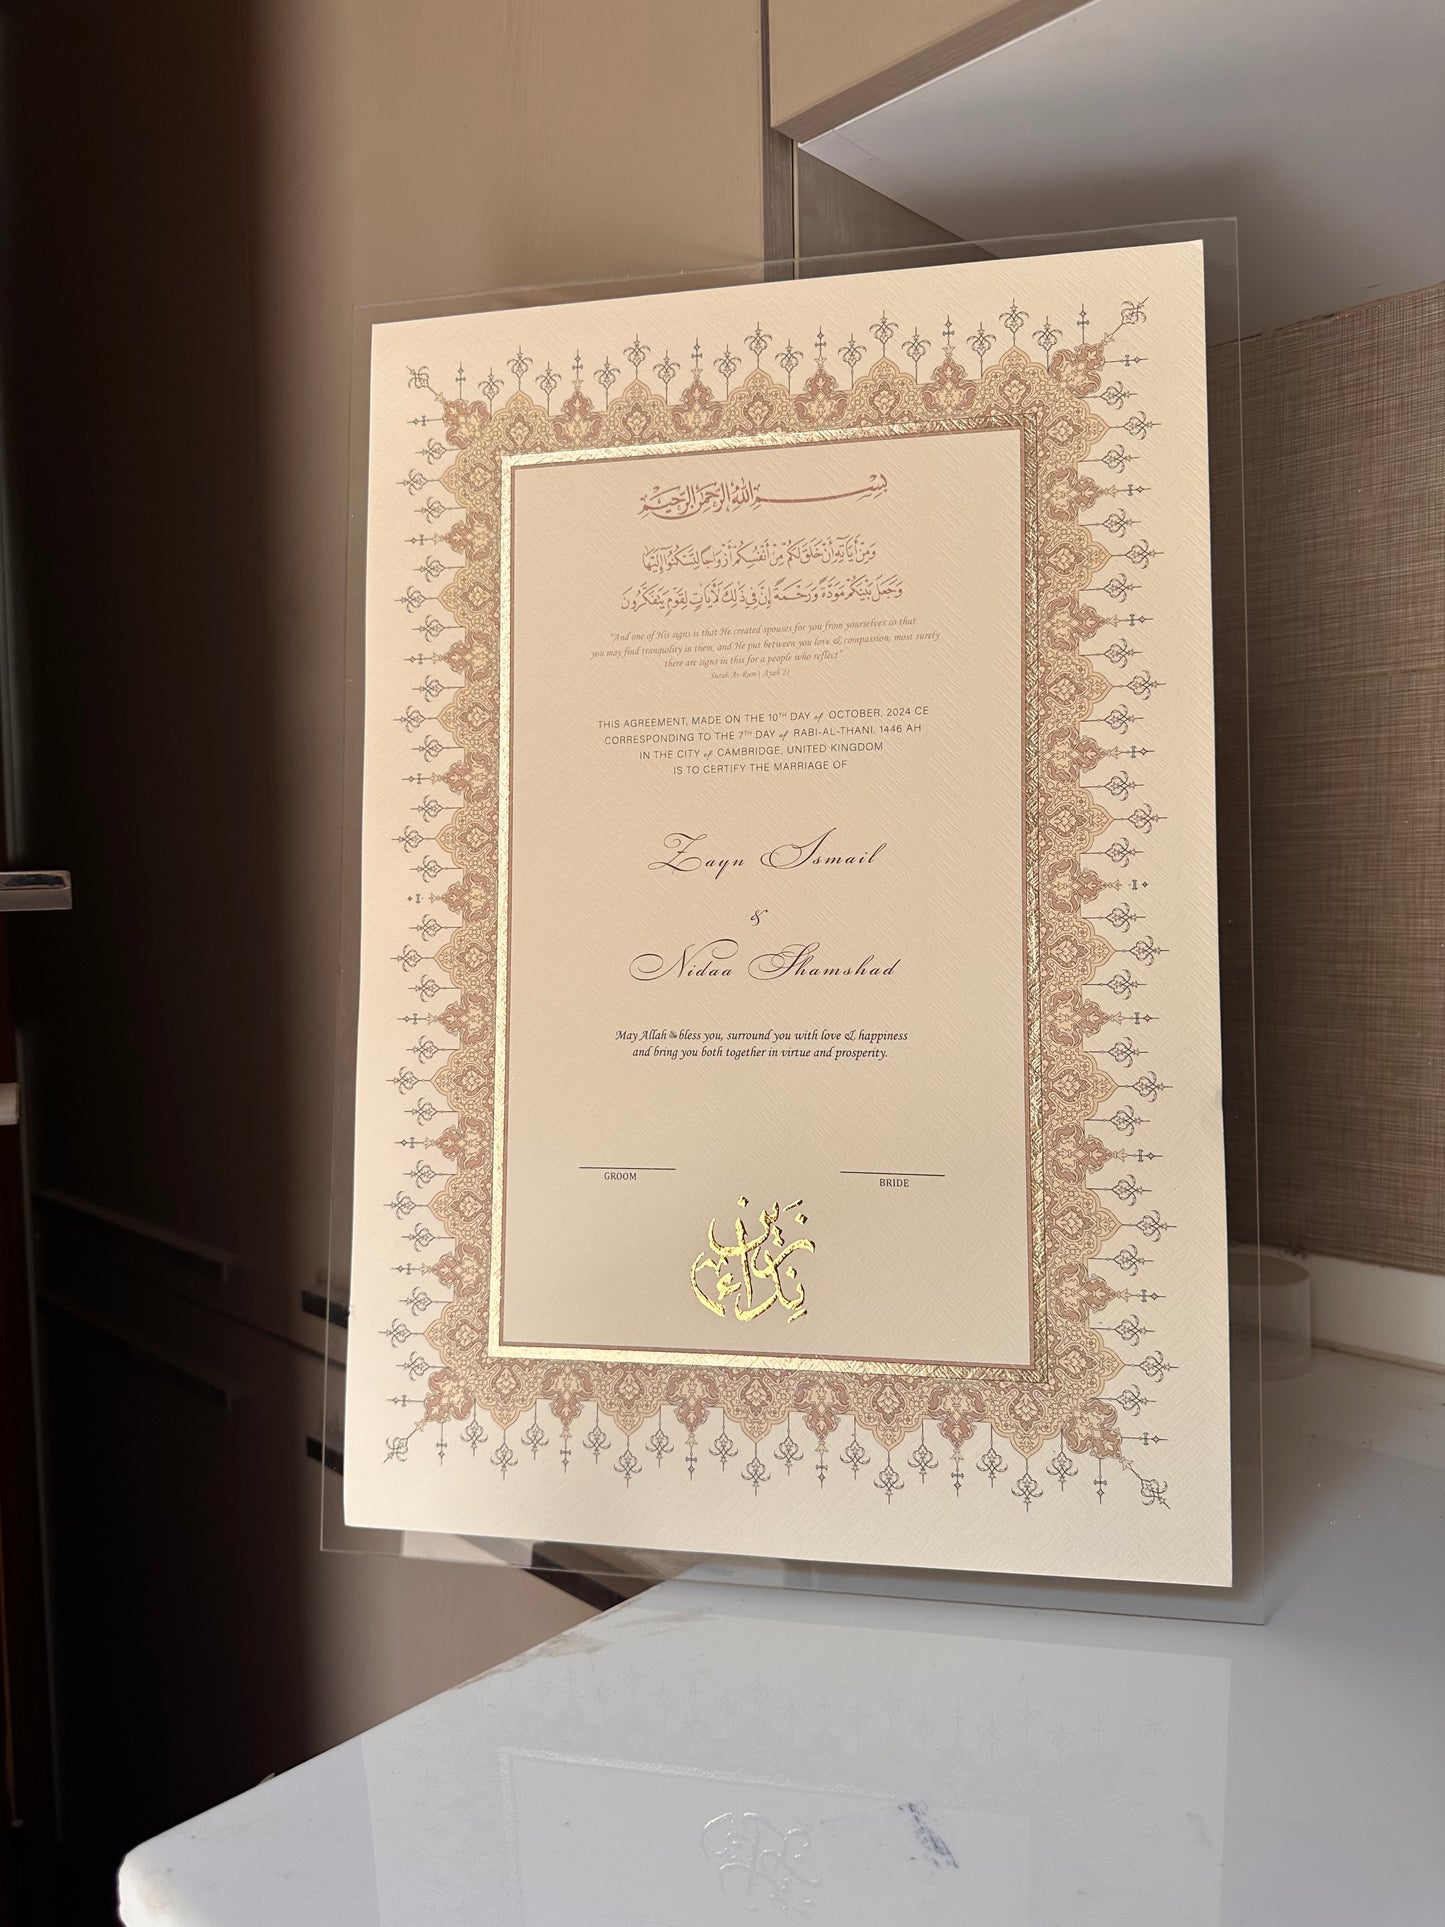 بِسْمِ اللهِ الرَّحْمَنِ الرَّحِيمِ
وَمِنْ أَيَاتِهِ أَنْ خَلَقَ لَكُمْ مِنْ أَنْفُسِكُمْ أَزْوَاجًا لِتَسْكُنُوا إِلَيْهَا
وَجَعَلَ بَيْنَكُمْ مَوَدَّةً وَرَحْمَةً إِنَّ فِي ذَلِكَ لَأَيَاتٍ لِقَوْمٍ يَتَفَكَّرُونَ
"And one of His signs is that He created spouses for you from yourselves so that
you may find tranquility in them, and He put between you love & compassion; most surely
there are signs in this for a people who reflect"
Surah Ar-Rum | Ayah 21
THIS AGREEMENT, MADE ON THE 10TH DAY of OCTOBER, 2024 CE
CORRESPONDING TO THE 7TH DAY of RABI-AL-THANI, 1446 AH
IN THE CITY of CAMBRIDGE, UNITED KINGDOM
IS TO CERTIFY THE MARRIAGE OF
Zayn Ismail
&
Nidaa Shamshad
May Allah ﷻ bless you, surround you with love & happiness
and bring you both together in virtue and prosperity.
GROOM
BRIDE
زَين
نِدَاء